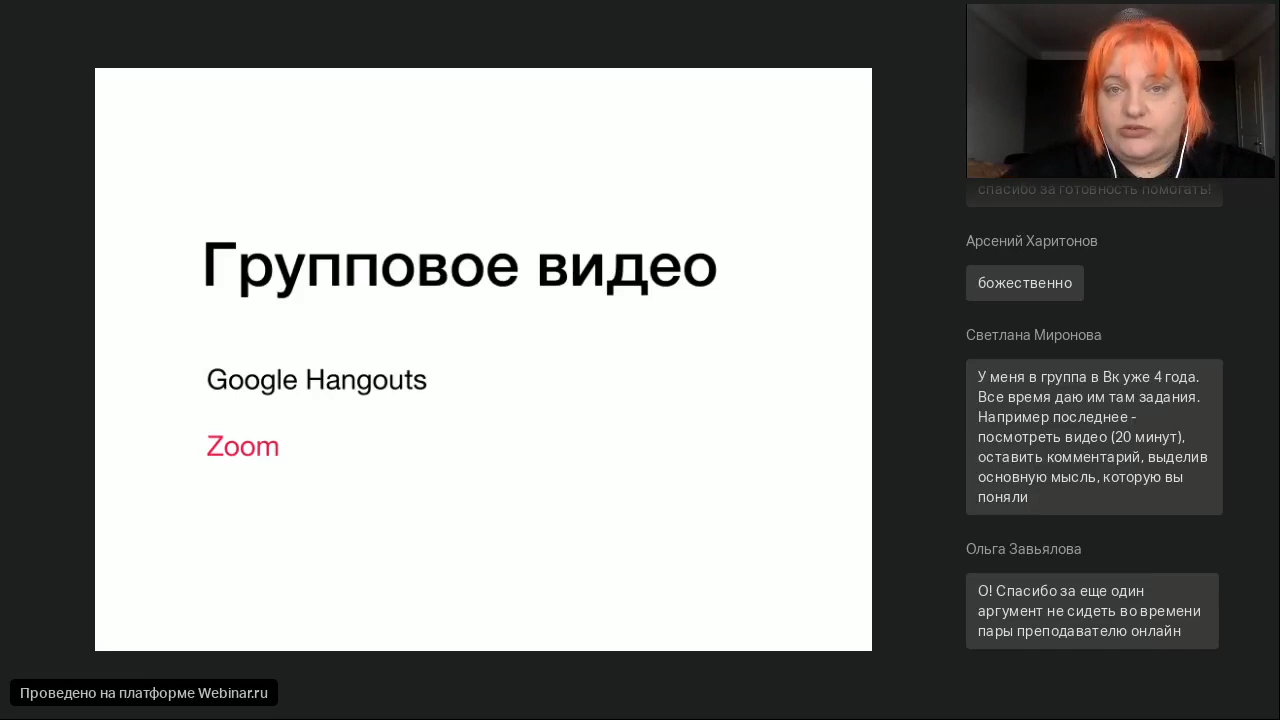 Групповое видео
Google Hangouts
Zoom
спасибо за готовность помогать!
Арсений Харитонов
божественно
Светлана Миронова
У меня в группа в Вк уже 4 года.
Все время даю им там задания.
Например последнее -
посмотреть видео (20 минут),
оставить комментарий, выделив
основную мысль, которую вы
поняли
Ольга Завьялова
О! Спасибо за еще один
аргумент не сидеть во времени
пары преподавателю онлайн
Проведено на платформе Webinar.ru